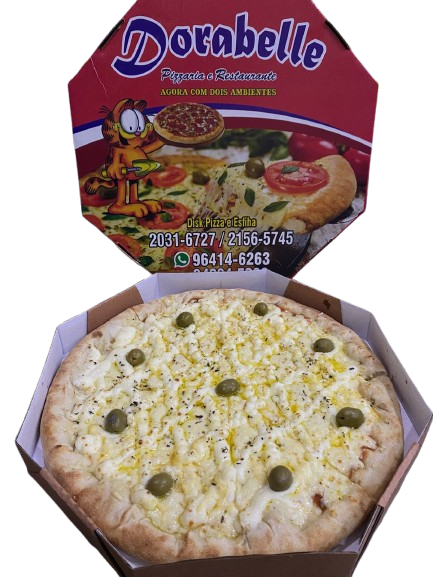 Dorabelle
Pizzaria e Restaurante
AGORA COM DOIS AMBIENTES
Disk Pizza e Esfiha
2031-6727 / 2156-5745
96414-6263